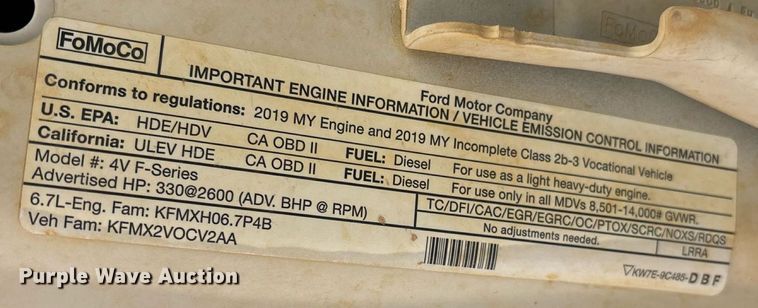 FoMoCo
Ford Motor Company
IMPORTANT ENGINE INFORMATION / VEHICLE EMISSION CONTROL INFORMATION
Conforms to regulations: 2019 MY Engine and 2019 MY Incomplete Class 2b-3 Vocational Vehicle
U.S. EPA: HDE/HDV CA OBD II FUEL: Diesel For use as a light heavy-duty engine.
California: ULEV HDE CA OBD II FUEL: Diesel For use only in all MDVs 8,501-14,000# GVWR.
Model #: 4V F-Series
TC/DFI/CAC/EGR/EGRC/OC/PTOX/SCRC/NOXS/RDQS
Advertised HP: 330@2600 (ADV. BHP @ RPM)
No adjustments needed.
6.7L-Eng. Fam: KFMXH06.7P4B
LRRA
Veh Fam: KFMX2VOCV2AA
KW7E-9C485-DBF
Purple Wave Auction